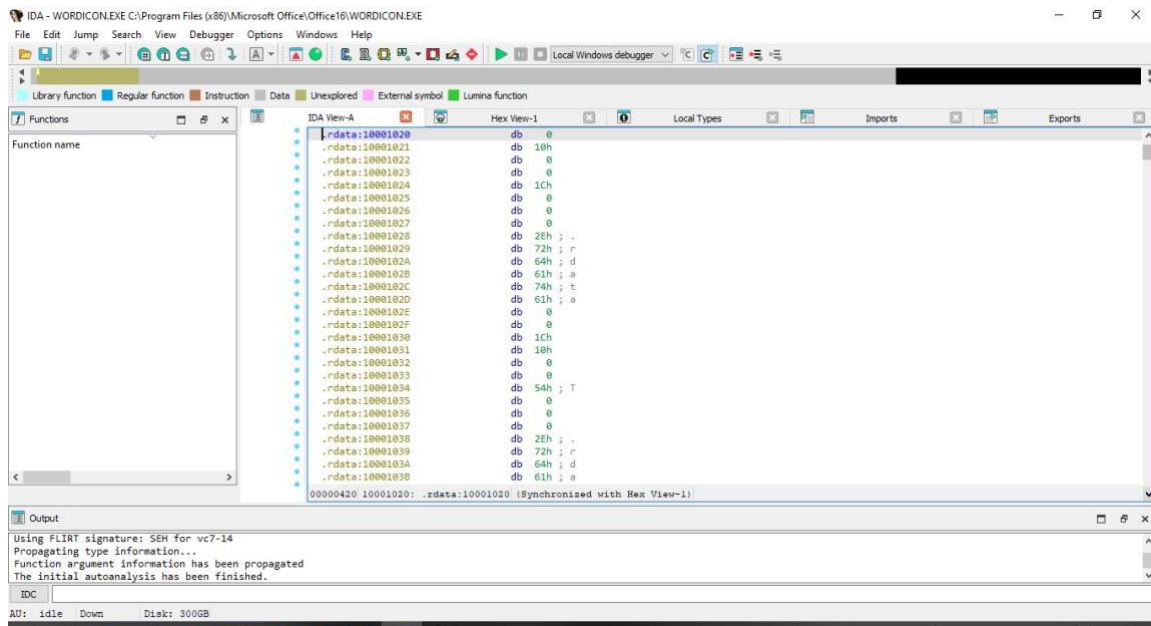 IDA - WORDICON.EXE C:\Program Files (x86)\Microsoft Office\Office16\WORDICON.EXE
File Edit Jump Search View Debugger Options Windows Help
Local Windows debugger
Library function Regular function Instruction Data Unexplored External symbol Lumina function
Functions
Function name
IDA View-A Hex View-1 Local Types Imports Exports
.rdata:10001020 db 0
.rdata:10001021 db 10h
.rdata:10001022 db 0
.rdata:10001023 db 0
.rdata:10001024 db 1Ch
.rdata:10001025 db 0
.rdata:10001026 db 0
.rdata:10001027 db 0
.rdata:10001028 db 2Eh ; .
.rdata:10001029 db 72h ; r
.rdata:1000102A db 64h ; d
.rdata:1000102B db 61h ; a
.rdata:1000102C db 74h ; t
.rdata:1000102D db 61h ; a
.rdata:1000102E db 0
.rdata:1000102F db 0
.rdata:10001030 db 1Ch
.rdata:10001031 db 10h
.rdata:10001032 db 0
.rdata:10001033 db 0
.rdata:10001034 db 54h ; T
.rdata:10001035 db 0
.rdata:10001036 db 0
.rdata:10001037 db 0
.rdata:10001038 db 2Eh ; .
.rdata:10001039 db 72h ; r
.rdata:1000103A db 64h ; d
.rdata:1000103B db 61h ; a
00000420 10001020: .rdata:10001020 (Synchronized with Hex View-1)
Output
Using FLIRT signature: SEH for vc7-14
Propagating type information...
Function argument information has been propagated
The initial autoanalysis has been finished.
IDC
AU: idle Down Disk: 300GB